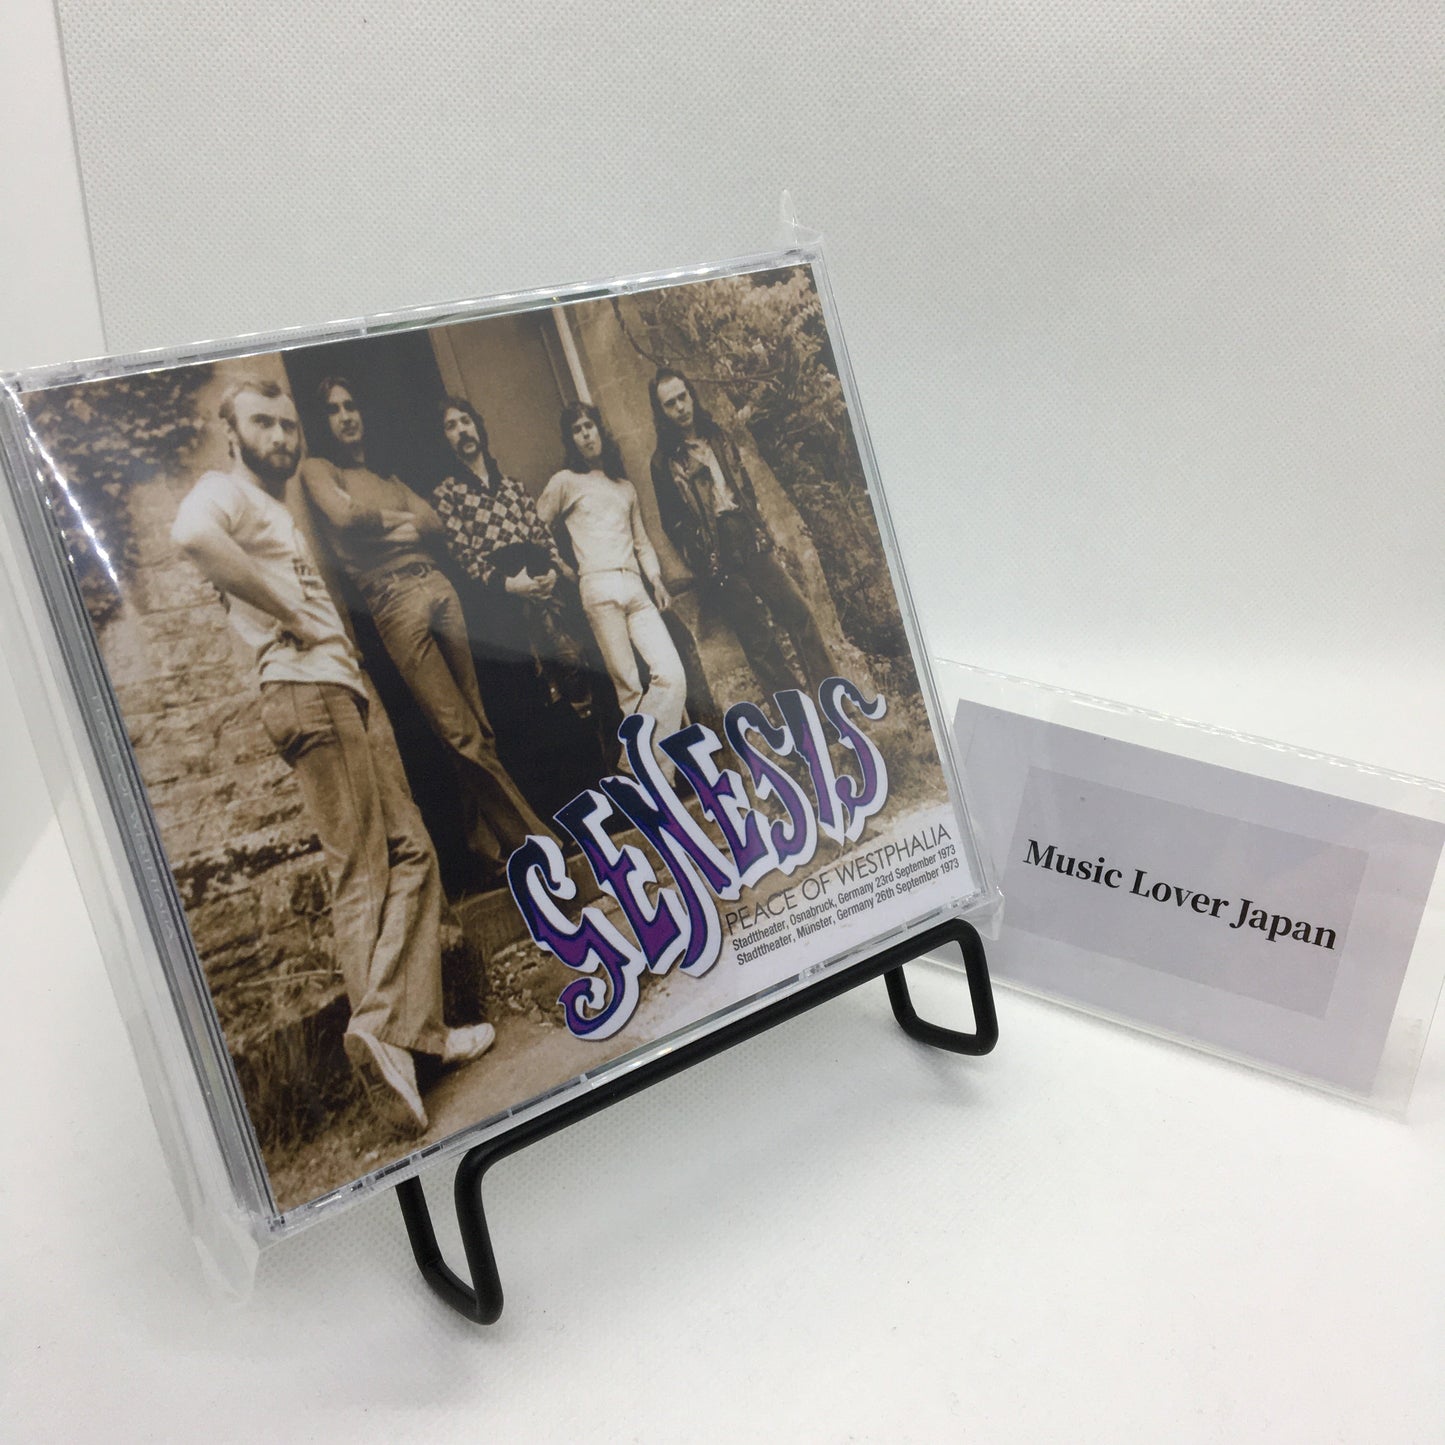 GENESIS
PEACE OF WESTPHALIA
Stadttheater, Osnabruck, Germany 23rd September 1973
Stadttheater, Münster, Germany 26th September 1973
Music Lover Japan